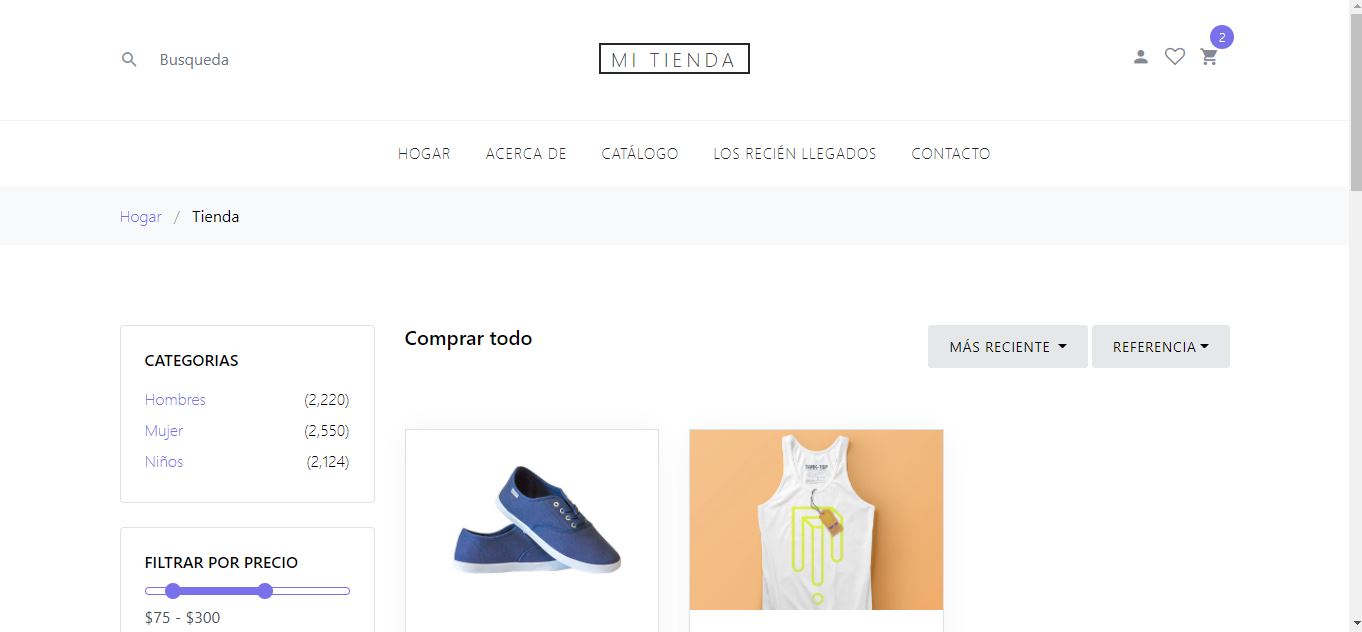 Busqueda
MI TIENDA
2
HOGAR ACERCA DE CATÁLOGO LOS RECIÉN LLEGADOS CONTACTO
Hogar / Tienda
CATEGORIAS
Hombres (2,220)
Mujer (2,550)
Niños (2,124)
FILTRAR POR PRECIO
$75 - $300
Comprar todo
MÁS RECIENTE
REFERENCIA
TANK-TOP